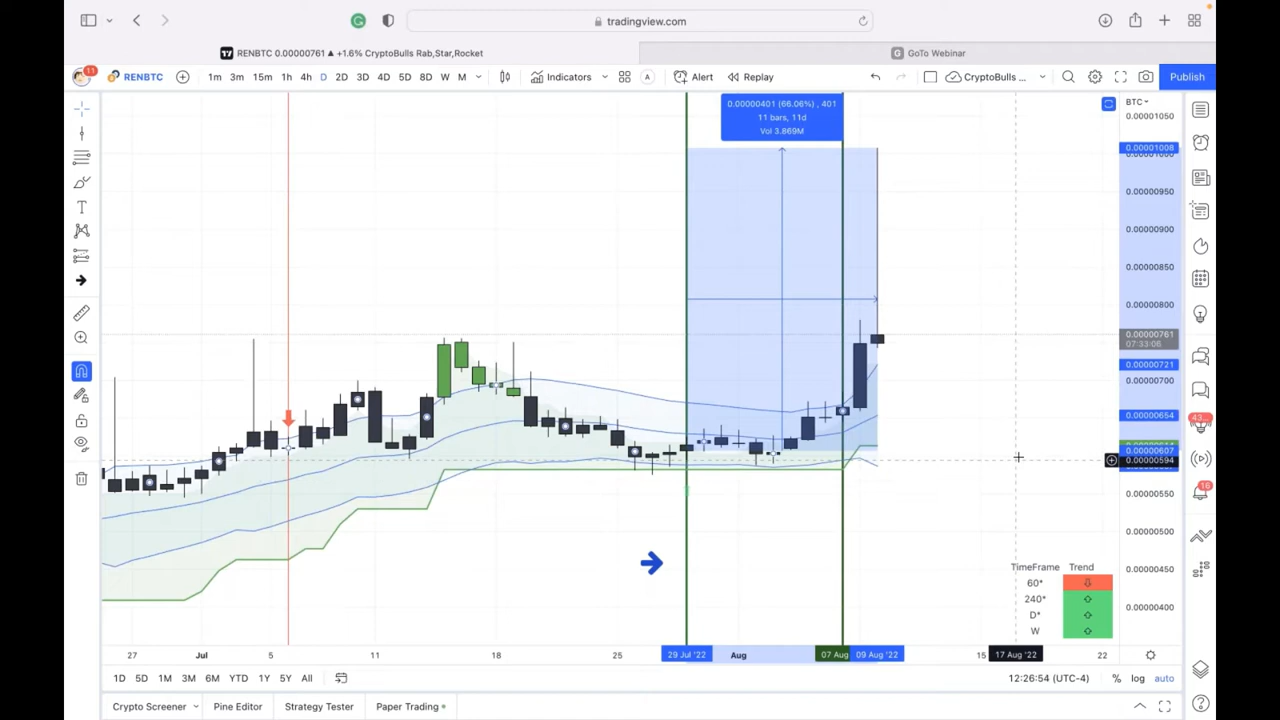 tradingview.com
RENBTC 0.00000761 ▲ +1.6% CryptoBulls Rab,Star,Rocket
GoTo Webinar
11
RENBTC
1m 3m 15m 1h 4h D 2D 3D 4D 5D 8D W M
Indicators
A
Alert
Replay
CryptoBulls ...
Publish
0.00000401 (66.06%) , 401
11 bars, 11d
Vol 3.869M
BTC
0.00001050
0.00001008
0.00001000
0.00000950
0.00000900
0.00000850
0.00000800
0.00000761
07:33:06
0.00000721
0.00000700
0.00000654
0.00000607
0.00000594
0.00000550
0.00000500
0.00000450
0.00000400
43...
16
TimeFrame Trend
60*
240*
D*
W
27 Jul 5 11 18 25 29 Jul '22 Aug 07 Aug 09 Aug '22 15 17 Aug '22 22
1D 5D 1M 3M 6M YTD 1Y 5Y All
12:26:54 (UTC-4) % log auto
Crypto Screener Pine Editor Strategy Tester Paper Trading